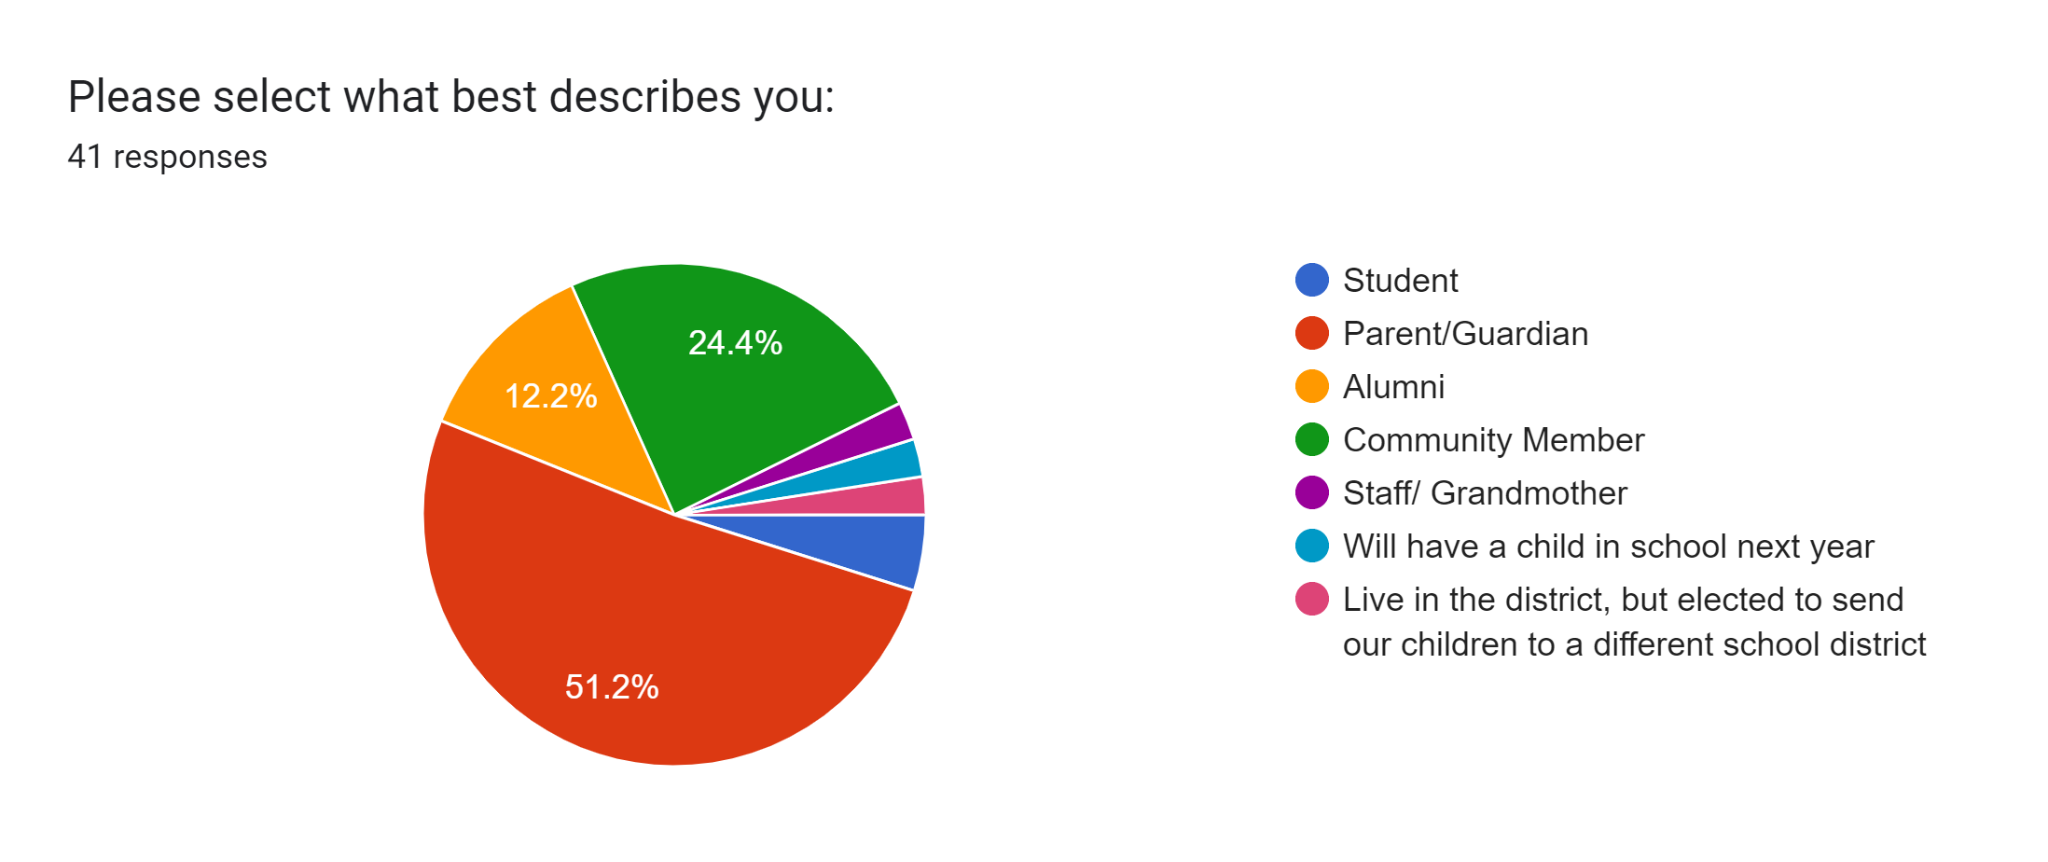 Please select what best describes you:
41 responses
24.4%
12.2%
51.2%
Student
Parent/Guardian
Alumni
Community Member
Staff/ Grandmother
Will have a child in school next year
Live in the district, but elected to send
our children to a different school district